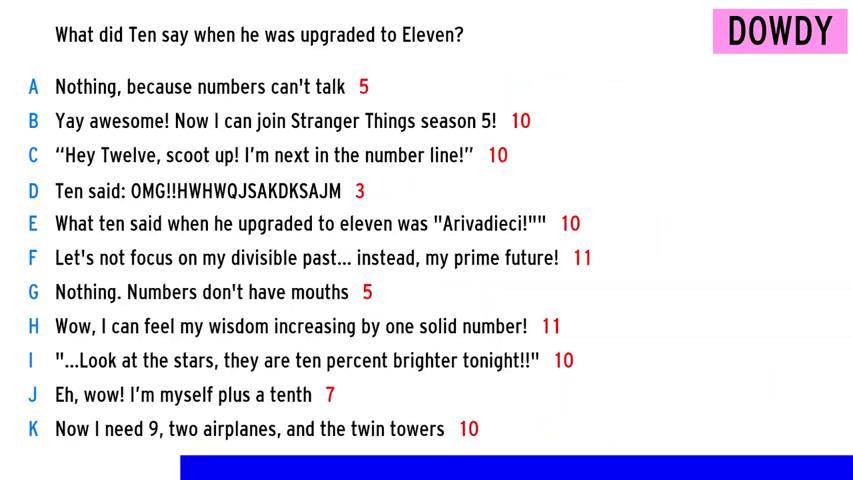 What did Ten say when he was upgraded to Eleven?
DOWDY
A Nothing, because numbers can't talk 5
B Yay awesome! Now I can join Stranger Things season 5! 10
C “Hey Twelve, scoot up! I’m next in the number line!” 10
D Ten said: OMG!!HWHWQJSAKDKSAJM 3
E What ten said when he upgraded to eleven was "Arivadieci!"" 10
F Let's not focus on my divisible past... instead, my prime future! 11
G Nothing. Numbers don't have mouths 5
H Wow, I can feel my wisdom increasing by one solid number! 11
I "...Look at the stars, they are ten percent brighter tonight!!" 10
J Eh, wow! I’m myself plus a tenth 7
K Now I need 9, two airplanes, and the twin towers 10